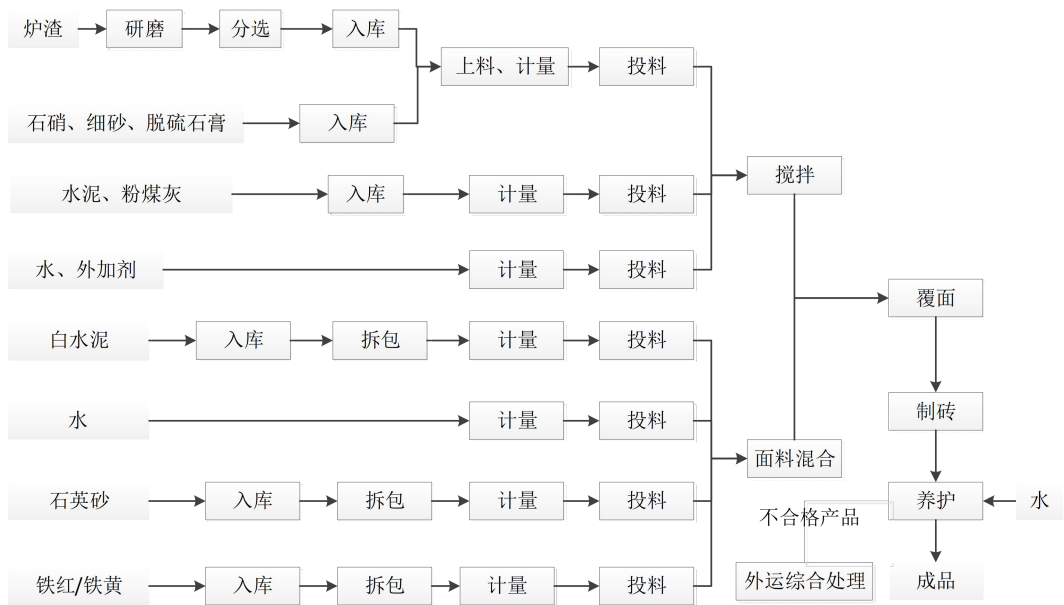 炉渣 研磨 分选 入库
上料、计量 投料
石硝、细砂、脱硫石膏 入库
搅拌
水泥、粉煤灰 入库 计量 投料
水、外加剂 计量 投料
覆面
白水泥 入库 拆包 计量 投料
制砖
水 计量 投料
面料混合
石英砂 入库 拆包 计量 投料 养护 水
不合格产品
铁红/铁黄 入库 拆包 计量 投料 外运综合处理 成品